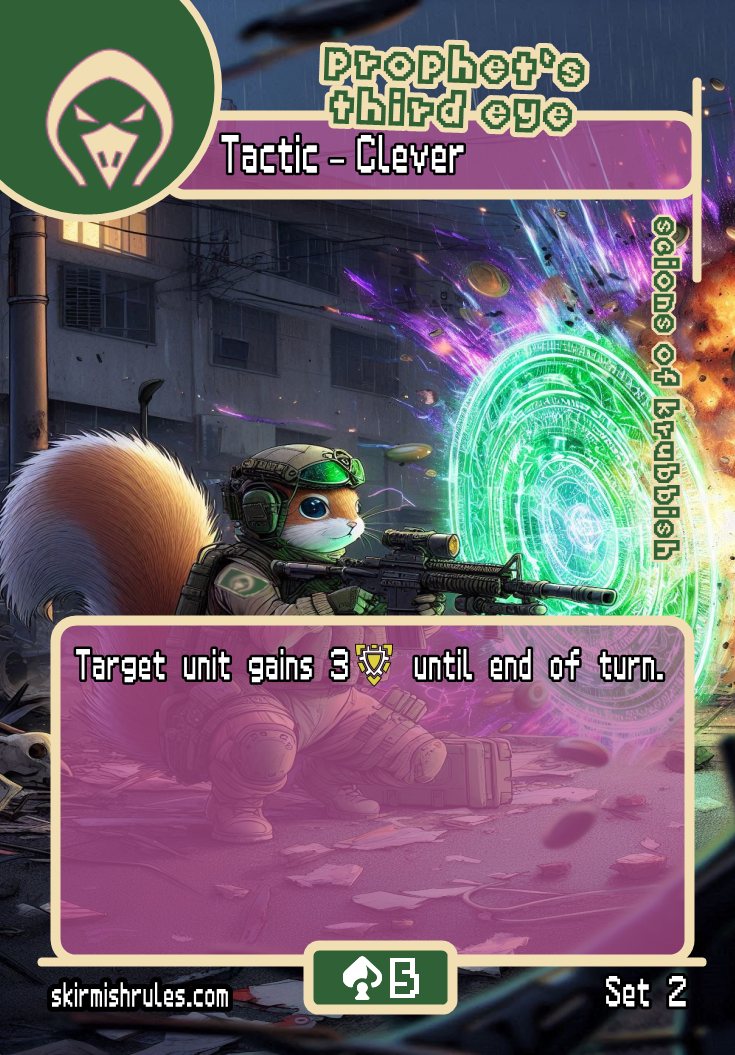 Prophet's
third eye
Tactic - Clever
scions of krubbish
Target unit gains 3 until end of turn.
5
skirmishrules.com
Set 2